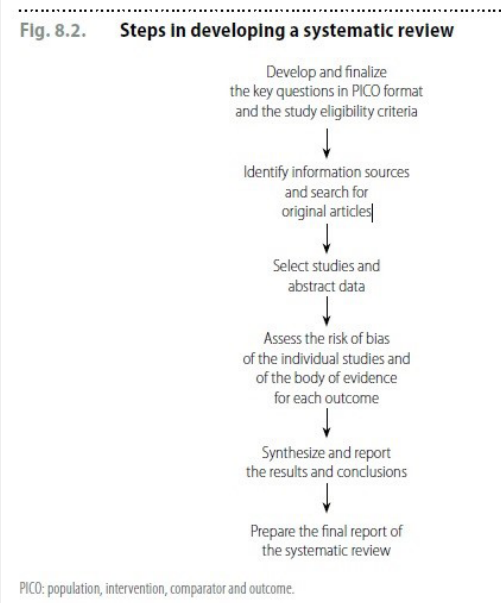 Fig. 8.2. Steps in developing a systematic review
Develop and finalize
the key questions in PICO format
and the study eligibility criteria
Identify information sources
and search for
original articles
Select studies and
abstract data
Assess the risk of bias
of the individual studies and
of the body of evidence
for each outcome
Synthesize and report
the results and conclusions
Prepare the final report of
the systematic review
PICO: population, intervention, comparator and outcome.